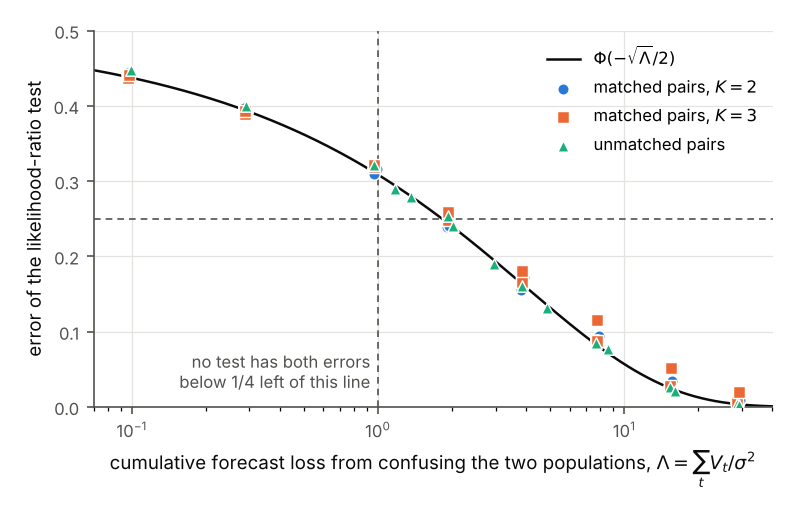 error of the likelihood-ratio test
0.5
0.4
0.3
0.2
0.1
0.0
Φ(−√Λ/2)
matched pairs, K = 2
matched pairs, K = 3
unmatched pairs
no test has both errors
below 1/4 left of this line
10⁻¹
10⁰
10¹
cumulative forecast loss from confusing the two populations, Λ = ∑ₜ Vₜ/σ²